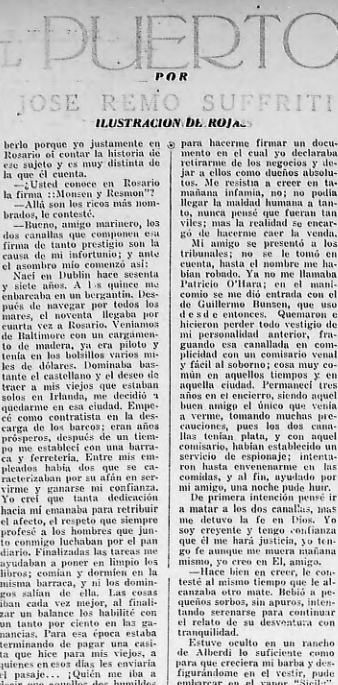 EL PUERTO
POR
JOSE REMO SUFFRITI
ILUSTRACION DE ROJAS
berlo porque yo justamente en
Rosario oí contar la historia de
ese sujeto y es muy distinta de
la que él cuenta.
—¿Usted conoce en Rosario
la firma ::Monsen y Resmon"?
—Allá son los ricos más nom-
brados, le contesté.
—Bueno, amigo marinero, los
dos canallas que componen esa
firma de tanto prestigio son la
causa de mi infortunio; y ante
el asombro mío comenzó así:
Nací en Dublin hace sesenta
y siete años. A los quince me
embarcaba en un bergantín. Des-
pués de navegar por todos los
mares, el noventa llegaba por
cuarta vez a Rosario. Veníamos
de Baltimore con un cargamen-
to de madera, ya era piloto y
tenía en los bolsillos varios mi-
les de dólares. Dominaba bas-
tante el castellano y el deseo de
traer a mis viejos que estaban
solos en Irlanda, me decidió a
quedarme en esa ciudad. Empe-
cé como contratista en la des-
carga de los barcos; eran años
prósperos, después de un tiem-
po me establecí con una barra-
ca y ferretería. Entre mis em-
pleados había dos que se ca-
racterizaban por su afán en ser-
virme y ganarse mi confianza.
Yo creí que tanta dedicación
hacia mí emanaba para retribuir
el afecto, el respeto que siempre
profesé a los hombres que jun-
to conmigo luchaban por el pan
diario. Finalizadas las tareas me
ayudaban a poner en limpio los
libros; comían y dormían en la
misma barraca, y ni los domin-
gos salían de ella. Las cosas
iban cada vez mejor, al finali-
zar un balance los habilité con
un tanto por ciento en las ga-
nancias. Para esa época estaba
terminando de pagar una casi-
ta que hice para mis viejos, a
quienes en esos días les enviaría
el pasaje... ¡Quién me iba a
decir que aquellos dos humildes
para hacerme firmar un docu-
mento en el cual yo declaraba
retirarme de los negocios y de-
jar a ellos como dueños absolu-
tos. Me resistía a creer en ta-
mañana infamia, no; no podía
llegar la maldad humana a tan-
to, nunca pensé que fueran tan
viles; mas la realidad se encar-
gó de hacerme caer la venda.
Mi amigo se presentó a los
tribunales; no se le tomó en
cuenta, hasta el nombre me ha-
bían robado. Ya no me llamaba
Patricio O'Hara; en el mani-
comio se me dió entrada con el
de Guillermo Bunsen, que uso
desde entonces. Quemaron e
hicieron perder todo vestigio de
mi personalidad anterior, fra-
guando esa canallada en com-
plicidad con un comisario venal
y fácil al soborno; cosa muy co-
mún en aquellos tiempos y en
aquella ciudad. Permanecí tres
años en el encierro, siendo aquel
buen amigo el único que venía
a verme, tomando muchas pre-
cauciones, pues los dos cana-
llas tenían plata, y con aquel
comisario, habían establecido un
servicio de espionaje; intenta-
ron hasta envenenarme en las
comidas, y al fin, ayudado por
mi amigo, una noche pude huir.
De primera intención pensé ir
a matar a los dos canallas, mas
me detuvo la fe en Dios. Yo
soy creyente y tengo confianza
que él me hará justicia, yo ten-
go fe aunque me muera mañana
mismo, yo creo en El, amigo.
—Hace bien en creer, le con-
testé al mismo tiempo que le al-
canzaba otro mate. Bebió a pe-
queños sorbos, sin apuros, inten-
tando serenarse para continuar
el relato de su desventura con
tranquilidad.
Estuve oculto en un rancho
de Alberdi lo suficiente como
para que creciera mi barba y des-
figurándome en el vestir, pude
embarcar en el vapor "Sicil"